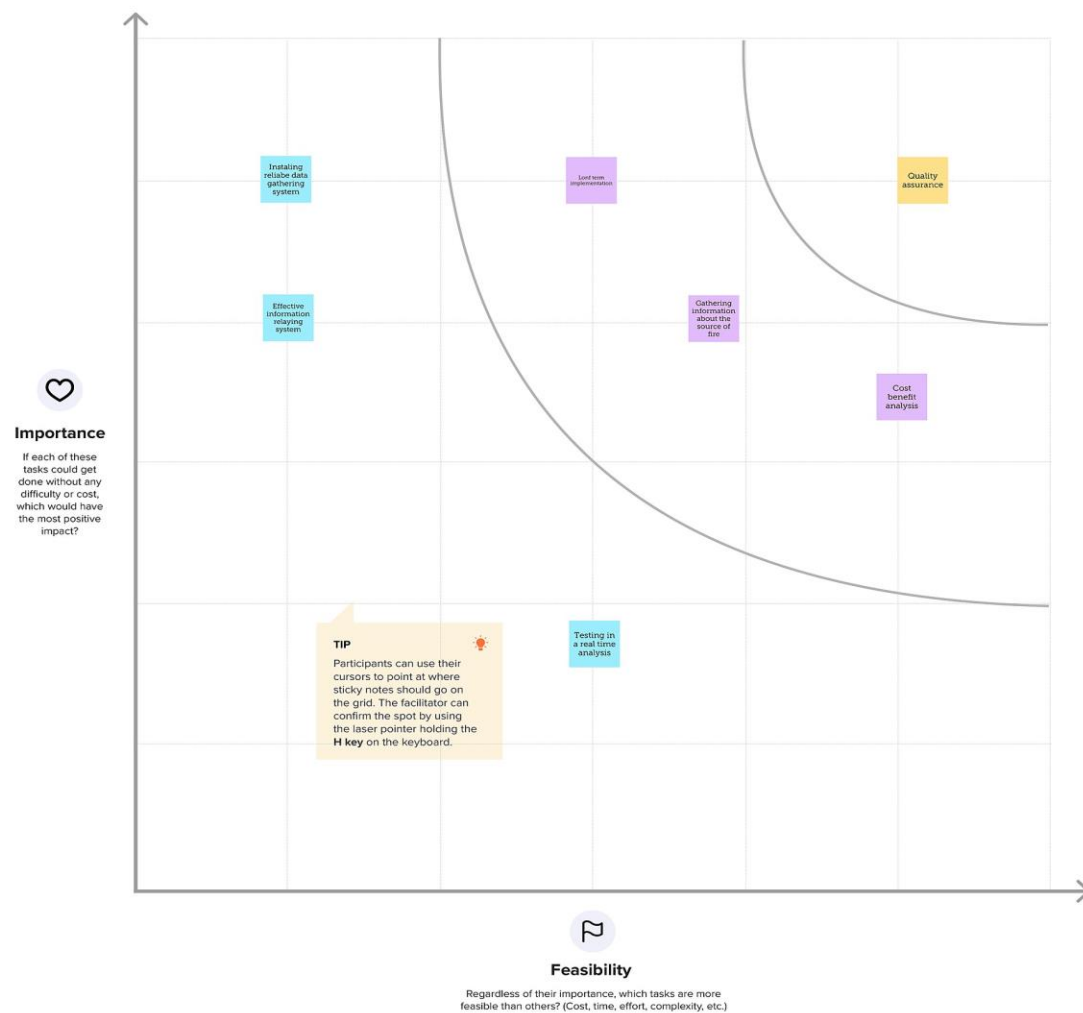 Instaling
reliabe data
gathering
system
Lord term
implementation
Quality
assurance
Effective
information
relaying
system
Gathering
information
about the
source of
fire
Cost
benefit
analysis
Importance
If each of these
tasks could get
done without any
difficulty or cost,
which would have
the most positive
impact?
TIP
Participants can use their
cursors to point at where
sticky notes should go on
the grid. The facilitator can
confirm the spot by using
the laser pointer holding the
H key on the keyboard.
Testing in
a real time
analysis
Feasibility
Regardless of their importance, which tasks are more
feasible than others? (Cost, time, effort, complexity, etc.)